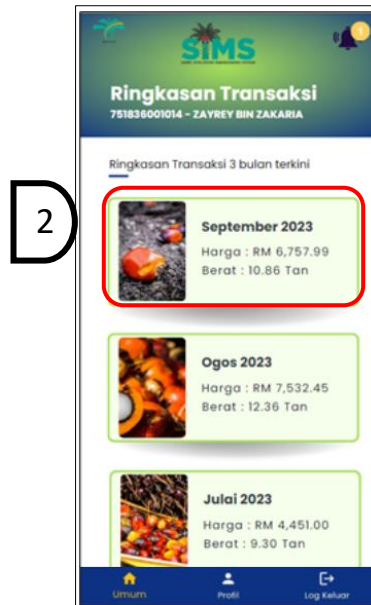 1
SIMS
Ringkasan Transaksi
751836001014 - ZAYREY BIN ZAKARIA
Ringkasan Transaksi 3 bulan terkini
2
September 2023
Harga : RM 6,757.99
Berat : 10.86 Tan
Ogos 2023
Harga : RM 7,532.45
Berat : 12.36 Tan
Julai 2023
Harga : RM 4,451.00
Berat : 9.30 Tan
Umum
Profil
Log Keluar